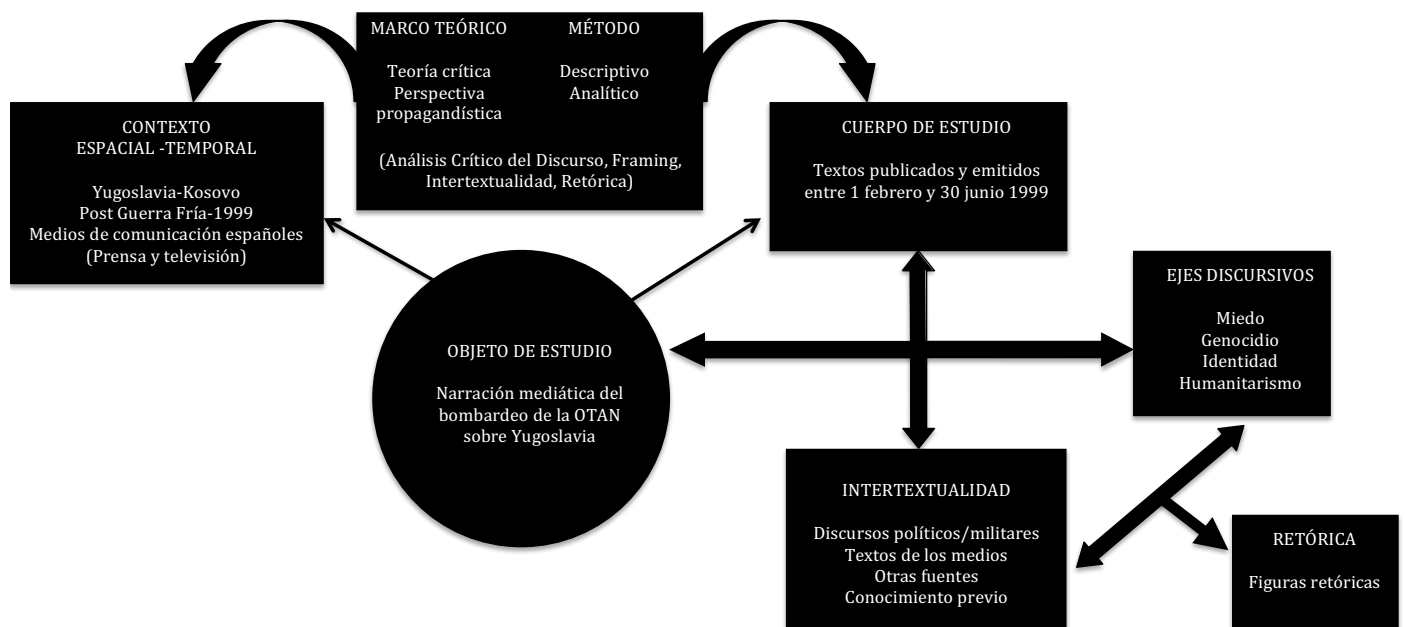 MARCO TEÓRICO MÉTODO
Teoría crítica Descriptivo
Perspectiva Analítico
propagandística
(Análisis Crítico del Discurso, Framing,
Intertextualidad, Retórica)
CONTEXTO
ESPACIAL -TEMPORAL
Yugoslavia-Kosovo
Post Guerra Fría-1999
Medios de comunicación españoles
(Prensa y televisión)
CUERPO DE ESTUDIO
Textos publicados y emitidos
entre 1 febrero y 30 junio 1999
OBJETO DE ESTUDIO
Narración mediática del
bombardeo de la OTAN
sobre Yugoslavia
EJES DISCURSIVOS
Miedo
Genocidio
Identidad
Humanitarismo
INTERTEXTUALIDAD
Discursos políticos/militares
Textos de los medios
Otras fuentes
Conocimiento previo
RETÓRICA
Figuras retóricas